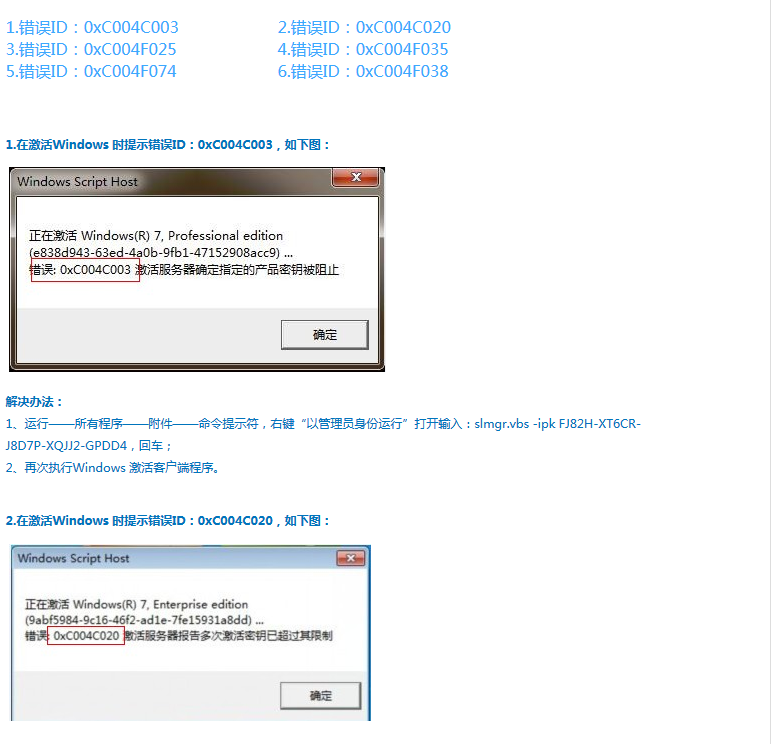 1.错误ID：0xC004C003 2.错误ID：0xC004C020
3.错误ID：0xC004F025 4.错误ID：0xC004F035
5.错误ID：0xC004F074 6.错误ID：0xC004F038
1.在激活Windows 时提示错误ID：0xC004C003，如下图：
Windows Script Host
正在激活 Windows(R) 7, Professional edition
(e838d943-63ed-4a0b-9fb1-47152908acc9) ...
错误: 0xC004C003 激活服务器确定指定的产品密钥被阻止
确定
解决办法：
1、运行——所有程序——附件——命令提示符，右键“以管理员身份运行”打开输入：slmgr.vbs -ipk FJ82H-XT6CR-
J8D7P-XQJJ2-GPDD4，回车；
2、再次执行Windows 激活客户端程序。
2.在激活Windows 时提示错误ID：0xC004C020，如下图：
Windows Script Host
正在激活 Windows(R) 7, Enterprise edition
(9abf5984-9c16-46f2-ad1e-7fe15931a8dd) ...
错误: 0xC004C020 激活服务器报告多次激活密钥已超过其限制
确定